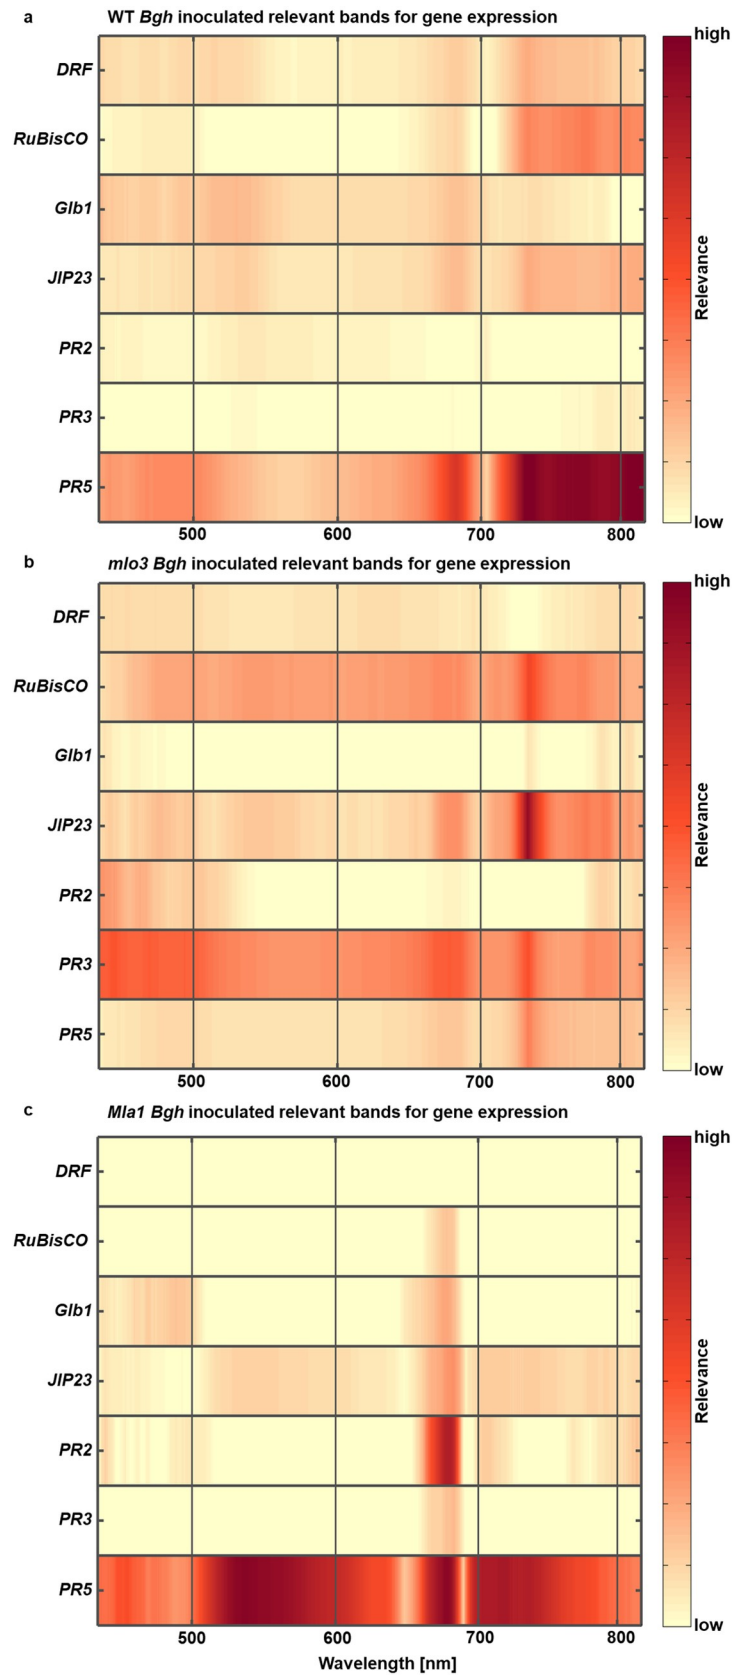 a WT Bgh inoculated relevant bands for gene expression
high
DRF
RuBisCO
Glb1
JIP23
PR2
PR3
PR5
Relevance
low
500 600 700 800
b mlo3 Bgh inoculated relevant bands for gene expression
high
DRF
RuBisCO
Glb1
JIP23
PR2
PR3
PR5
Relevance
low
500 600 700 800
c Mla1 Bgh inoculated relevant bands for gene expression
high
DRF
RuBisCO
Glb1
JIP23
PR2
PR3
PR5
Relevance
low
500 600 700 800
Wavelength [nm]